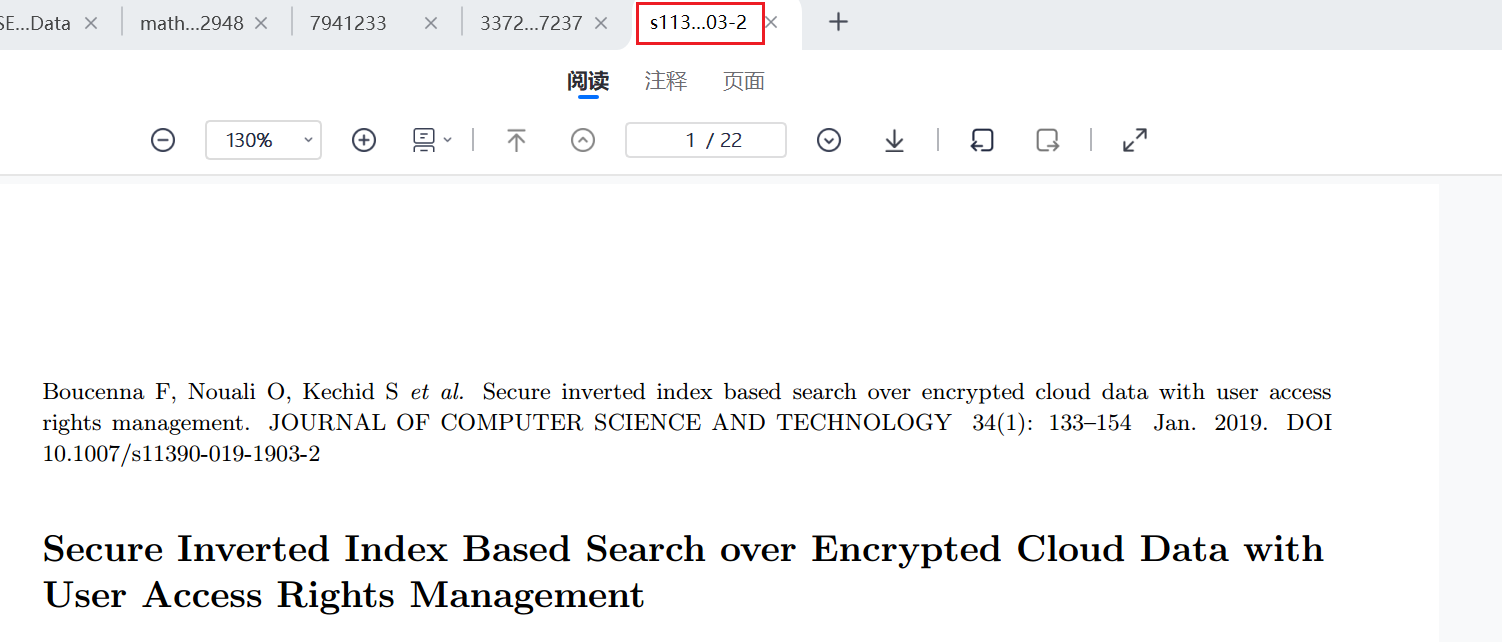 SE...Data
math...2948
7941233
3372...7237
s113...03-2
阅读 注释 页面
130%
1 / 22
Boucenna F, Nouali O, Kechid S et al. Secure inverted index based search over encrypted cloud data with user access
rights management. JOURNAL OF COMPUTER SCIENCE AND TECHNOLOGY 34(1): 133–154 Jan. 2019. DOI
10.1007/s11390-019-1903-2
Secure Inverted Index Based Search over Encrypted Cloud Data with
User Access Rights Management